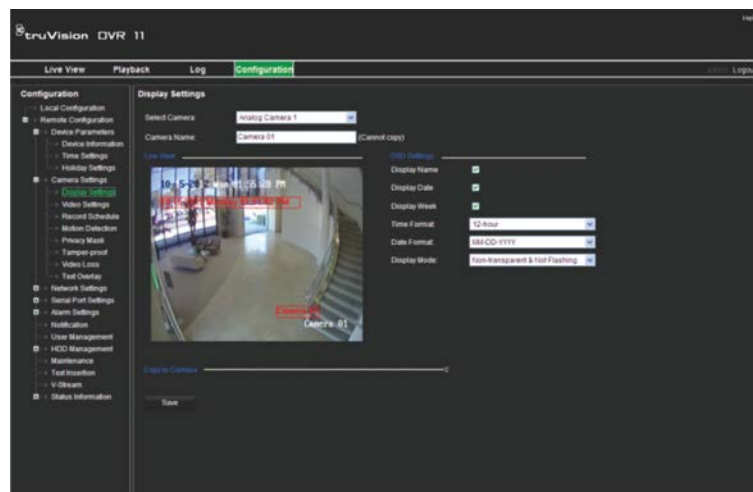 truVision DVR 11
Hel
Live View Playback Log Configuration
Logou
Configuration
Local Configuration
Remote Configuration
Device Parameters
Device Information
Time Settings
Holiday Settings
Camera Settings
Display Settings
Video Settings
Record Schedule
Motion Detection
Privacy Mask
Tamper-proof
Video Loss
Text Overlay
Network Settings
Serial Port Settings
Alarm Settings
Notification
User Management
HDD Management
Maintenance
Text Insertion
V-Stream
Status Information
Display Settings
Select Camera: Analog Camera 1
Camera Name: Camera 01 (Cannot copy)
Live View
Camera 01
OSD Settings
Display Name
Display Date
Display Week
Time Format: 12-hour
Date Format: MM-DD-YYYY
Display Mode: Non-transparent & Not Flashing
Copy to Camera
Save